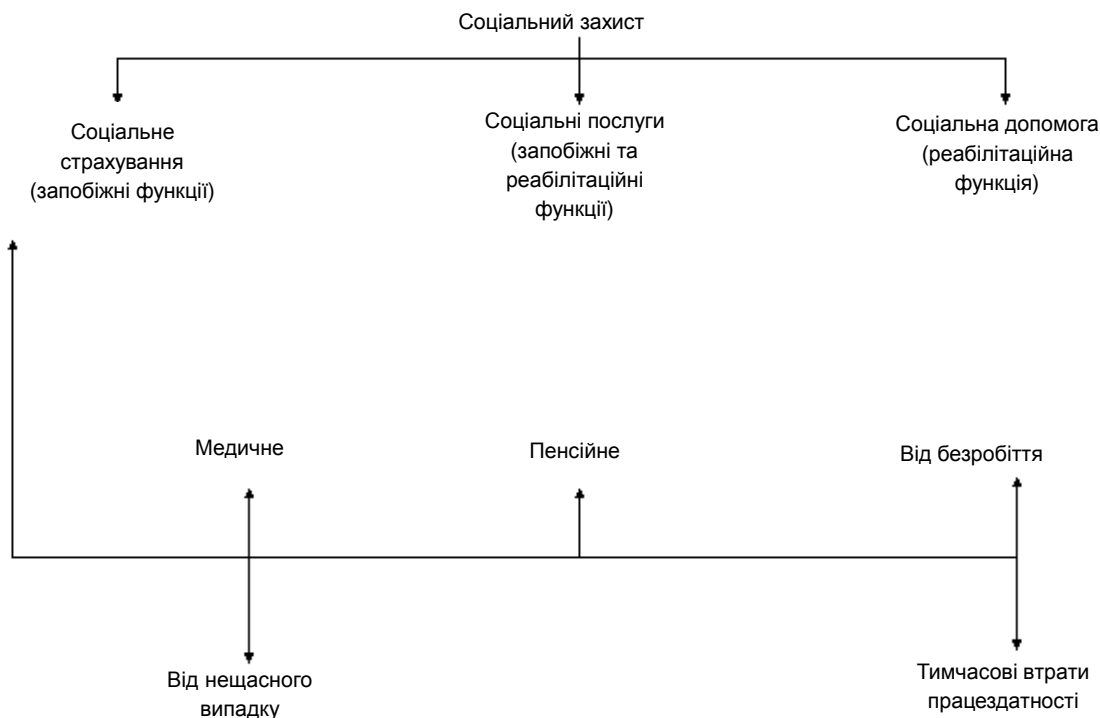 Соціальний захист
Соціальне
страхування
(запобіжні функції)
Соціальні послуги
(запобіжні та
реабілітаційні
функції)
Соціальна допомога
(реабілітаційна
функція)
Медичне
Пенсійне
Від безробіття
Від нещасного
випадку
Тимчасові втрати
працездатності